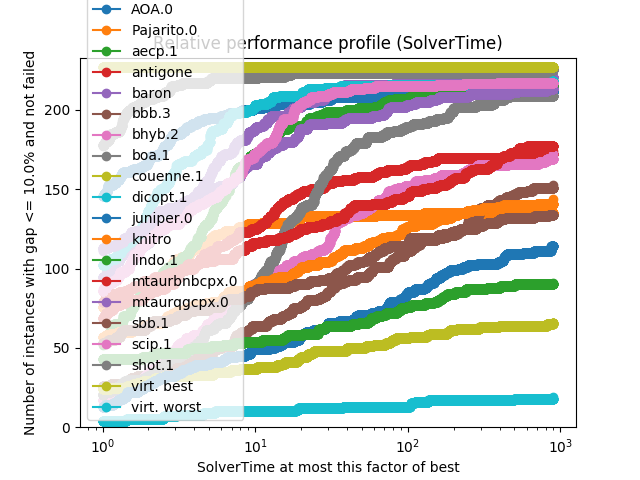 Relative performance profile (SolverTime)
AOA.0
Pajarito.0
aecp.1
antigone
baron
bbb.3
bhyb.2
boa.1
couenne.1
dicopt.1
juniper.0
knitro
lindo.1
mtaurbnbcpx.0
mtaurqgcpx.0
sbb.1
scip.1
shot.1
virt. best
virt. worst
Number of instances with gap <= 10.0% and not failed
0
50
100
150
200
10⁰
10¹
10²
10³
SolverTime at most this factor of best